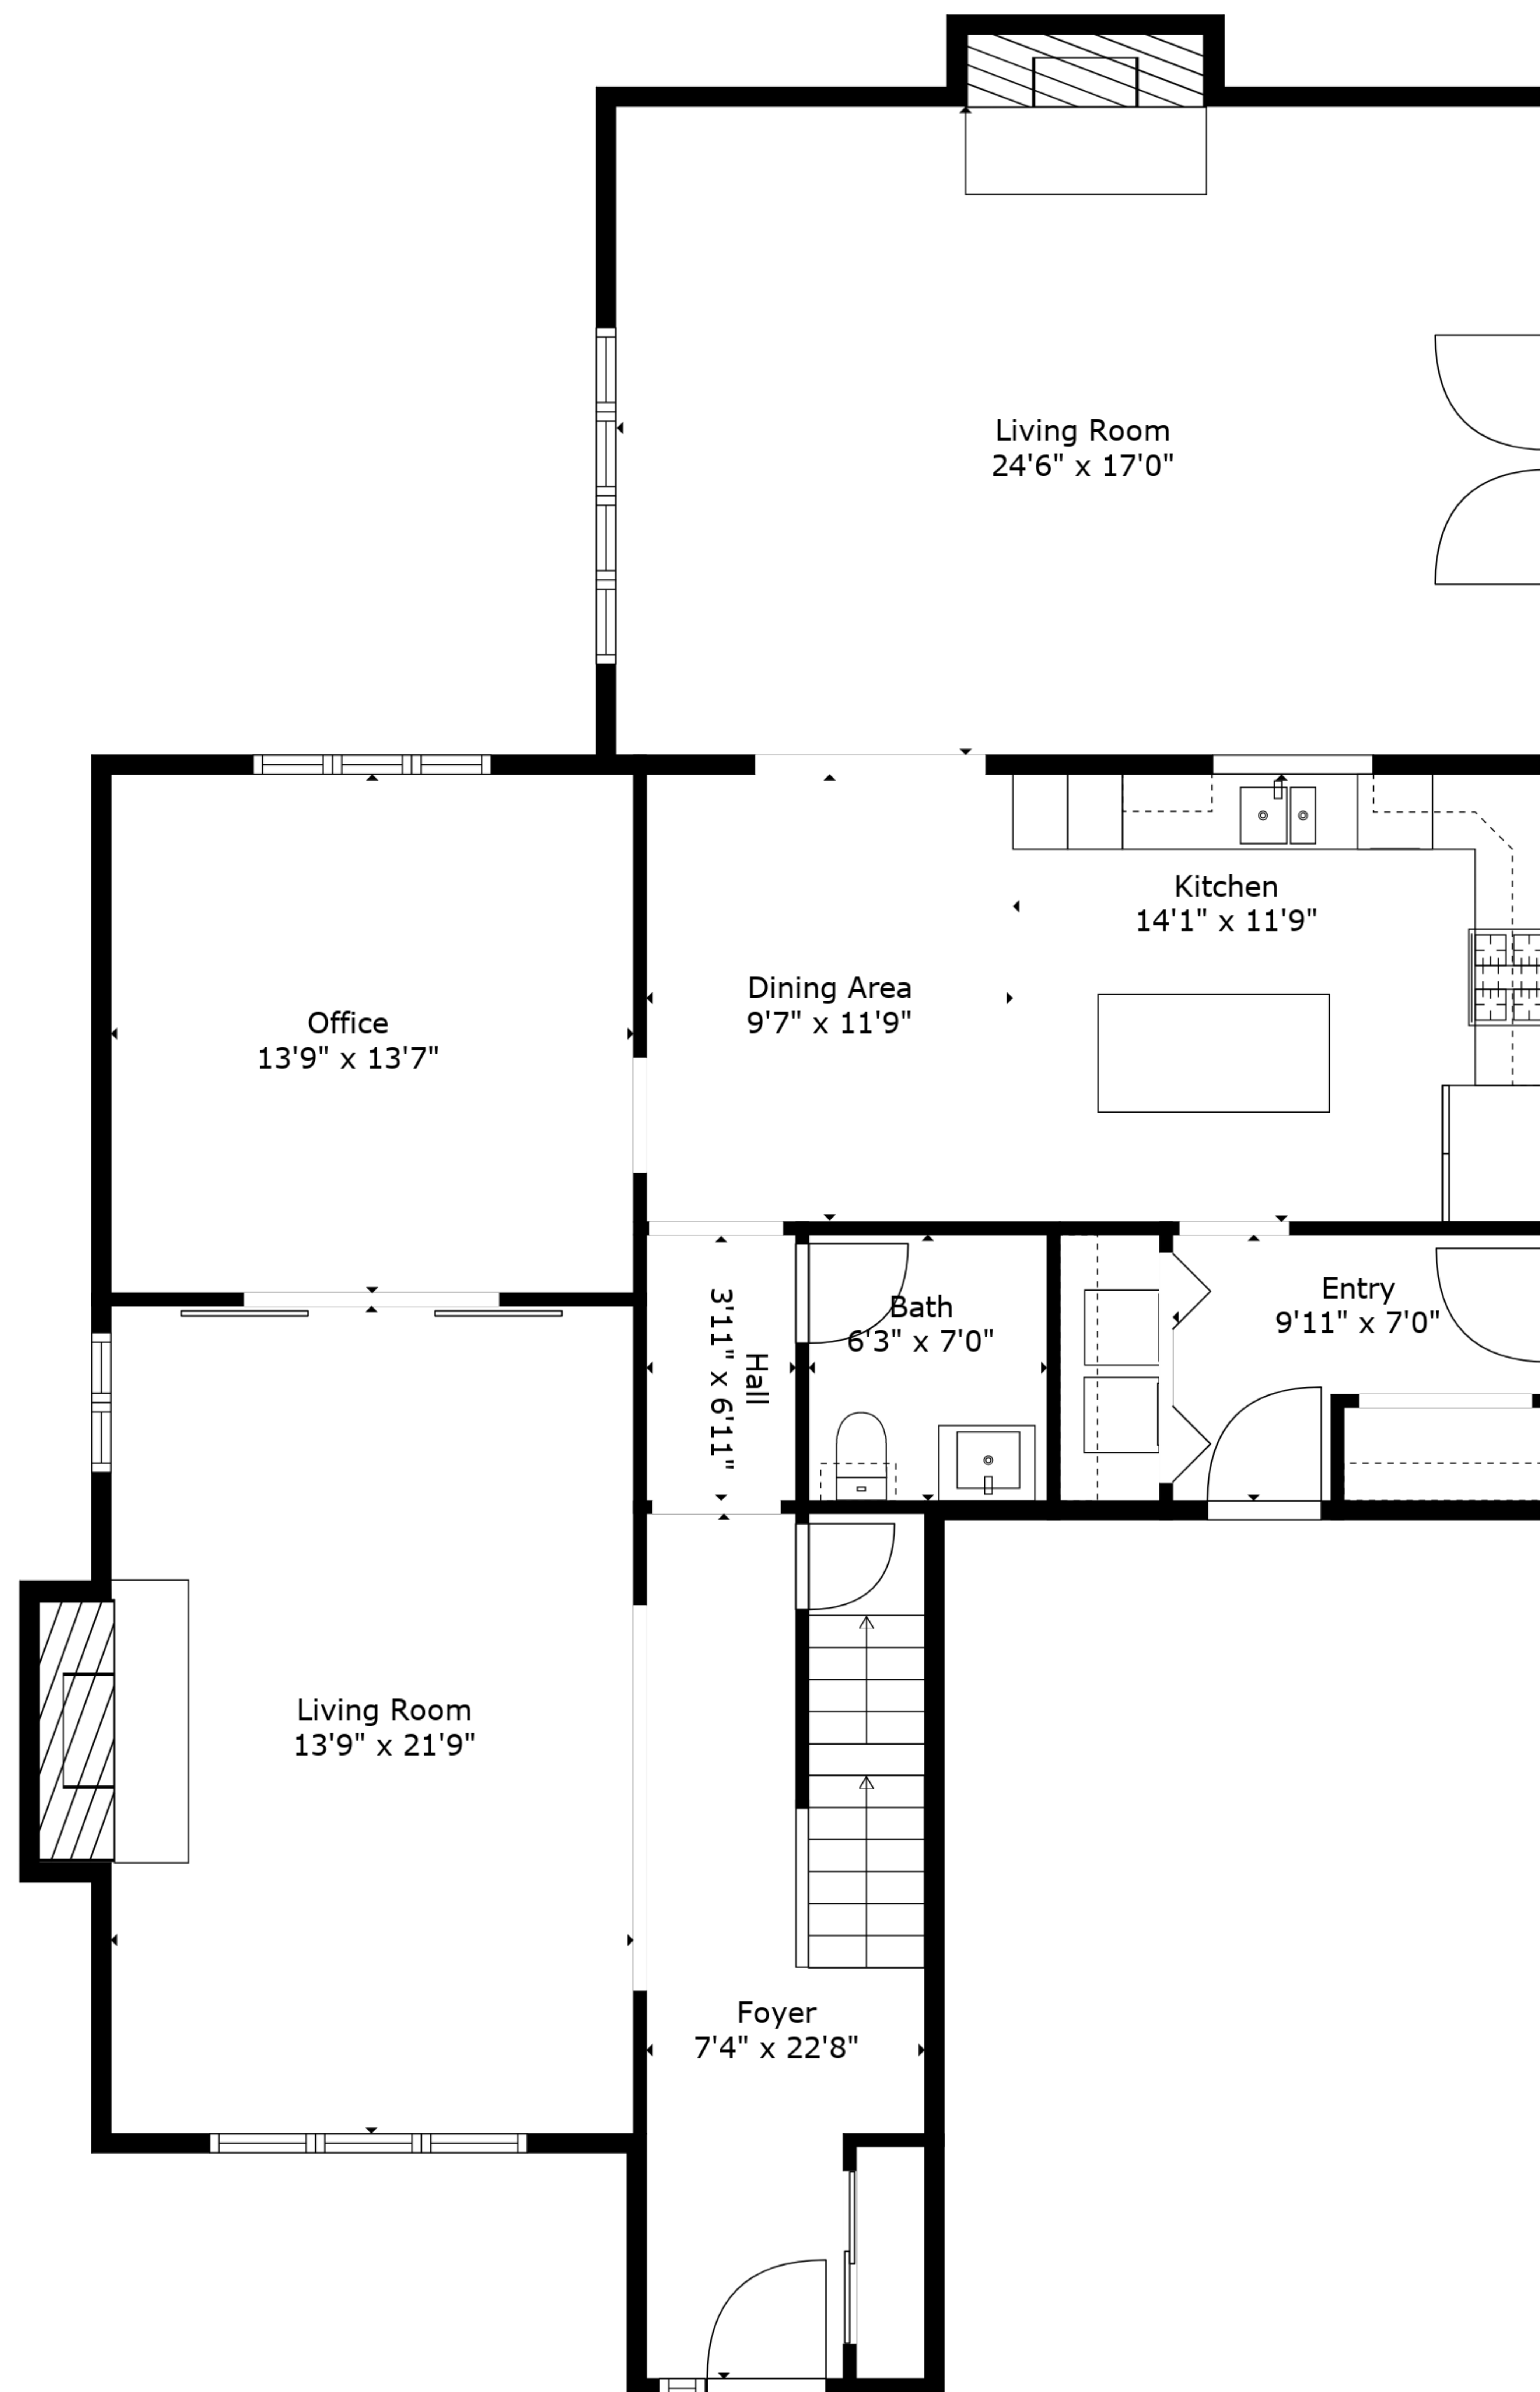 Living Room
24'6" x 17'0"
Kitchen
14'1" x 11'9"
Dining Area
9'7" x 11'9"
Office
13'9" x 13'7"
Hall
3'11" x 6'11"
Bath
6'3" x 7'0"
Entry
9'11" x 7'0"
Living Room
13'9" x 21'9"
Foyer
7'4" x 22'8"